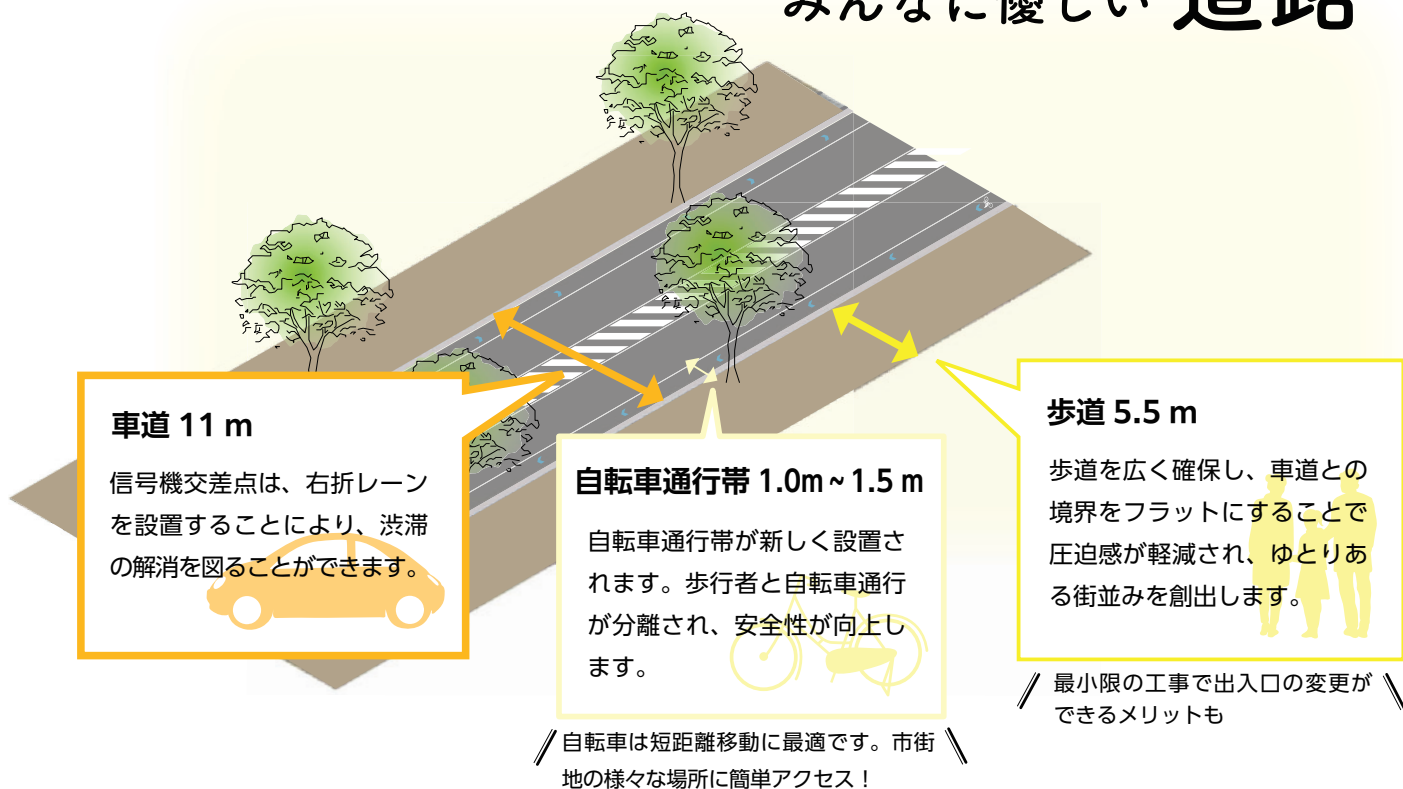 みんなに優しい 道路
車道 11 m
信号機交差点は、右折レーン
を設置することにより、渋滞
の解消を図ることができます。
自転車通行帯 1.0m ~ 1.5 m
自転車通行帯が新しく設置さ
れます。歩行者と自転車通行
が分離され、安全性が向上し
ます。
自転車は短距離移動に最適です。市街
地の様々な場所に簡単アクセス！
歩道 5.5 m
歩道を広く確保し、車道との
境界をフラットにすることで
圧迫感が軽減され、ゆとりあ
る街並みを創出します。
最小限の工事で出入口の変更が
できるメリットも